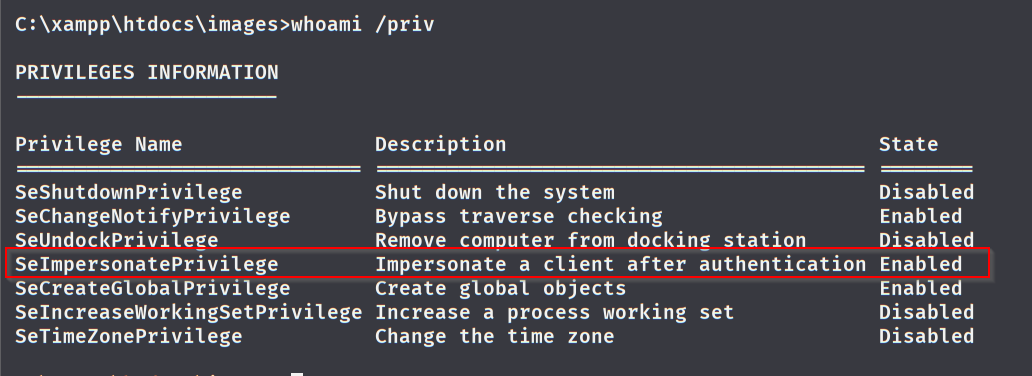 C:\xampp\htdocs\images>whoami /priv
PRIVILEGES INFORMATION
----------------------
Privilege Name Description State
============================= ========================================= ========
SeShutdownPrivilege Shut down the system Disabled
SeChangeNotifyPrivilege Bypass traverse checking Enabled
SeUndockPrivilege Remove computer from docking station Disabled
SeImpersonatePrivilege Impersonate a client after authentication Enabled
SeCreateGlobalPrivilege Create global objects Enabled
SeIncreaseWorkingSetPrivilege Increase a process working set Disabled
SeTimeZonePrivilege Change the time zone Disabled